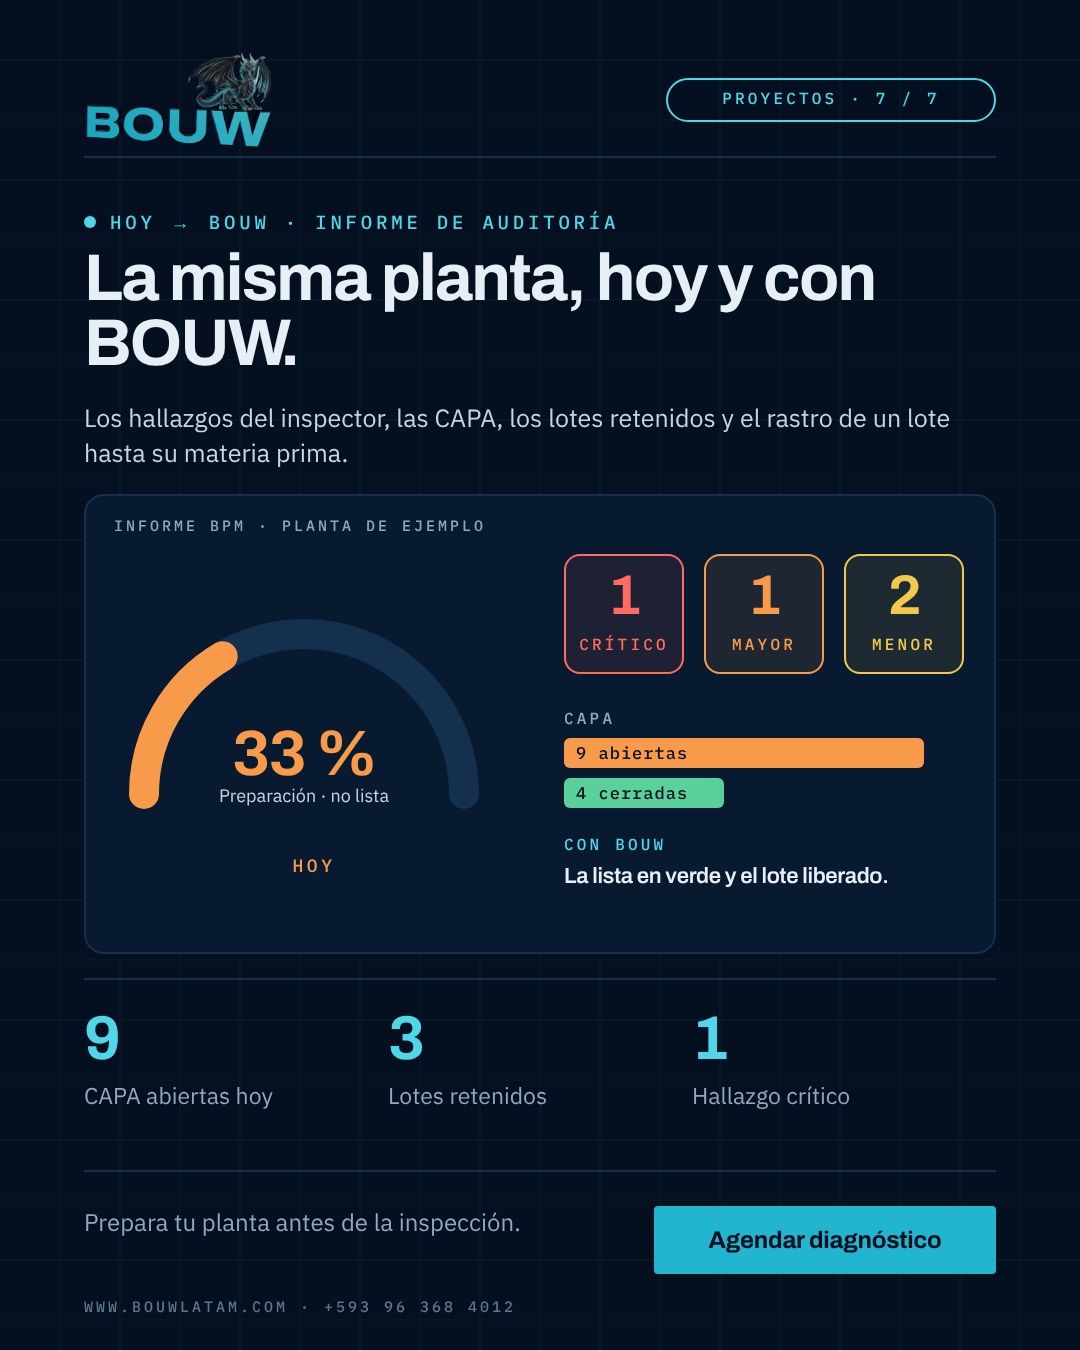 BOUW
PROYECTOS · 7 / 7
HOY → BOUW · INFORME DE AUDITORÍA
La misma planta, hoy y con
BOUW.
Los hallazgos del inspector, las CAPA, los lotes retenidos y el rastro de un lote
hasta su materia prima.
INFORME BPM · PLANTA DE EJEMPLO
33 %
Preparación · no lista
HOY
1
CRÍTICO
1
MAYOR
2
MENOR
CAPA
9 abiertas
4 cerradas
CON BOUW
La lista en verde y el lote liberado.
9
CAPA abiertas hoy
3
Lotes retenidos
1
Hallazgo crítico
Prepara tu planta antes de la inspección.
Agendar diagnóstico
WWW.BOUWLATAM.COM · +593 96 368 4012